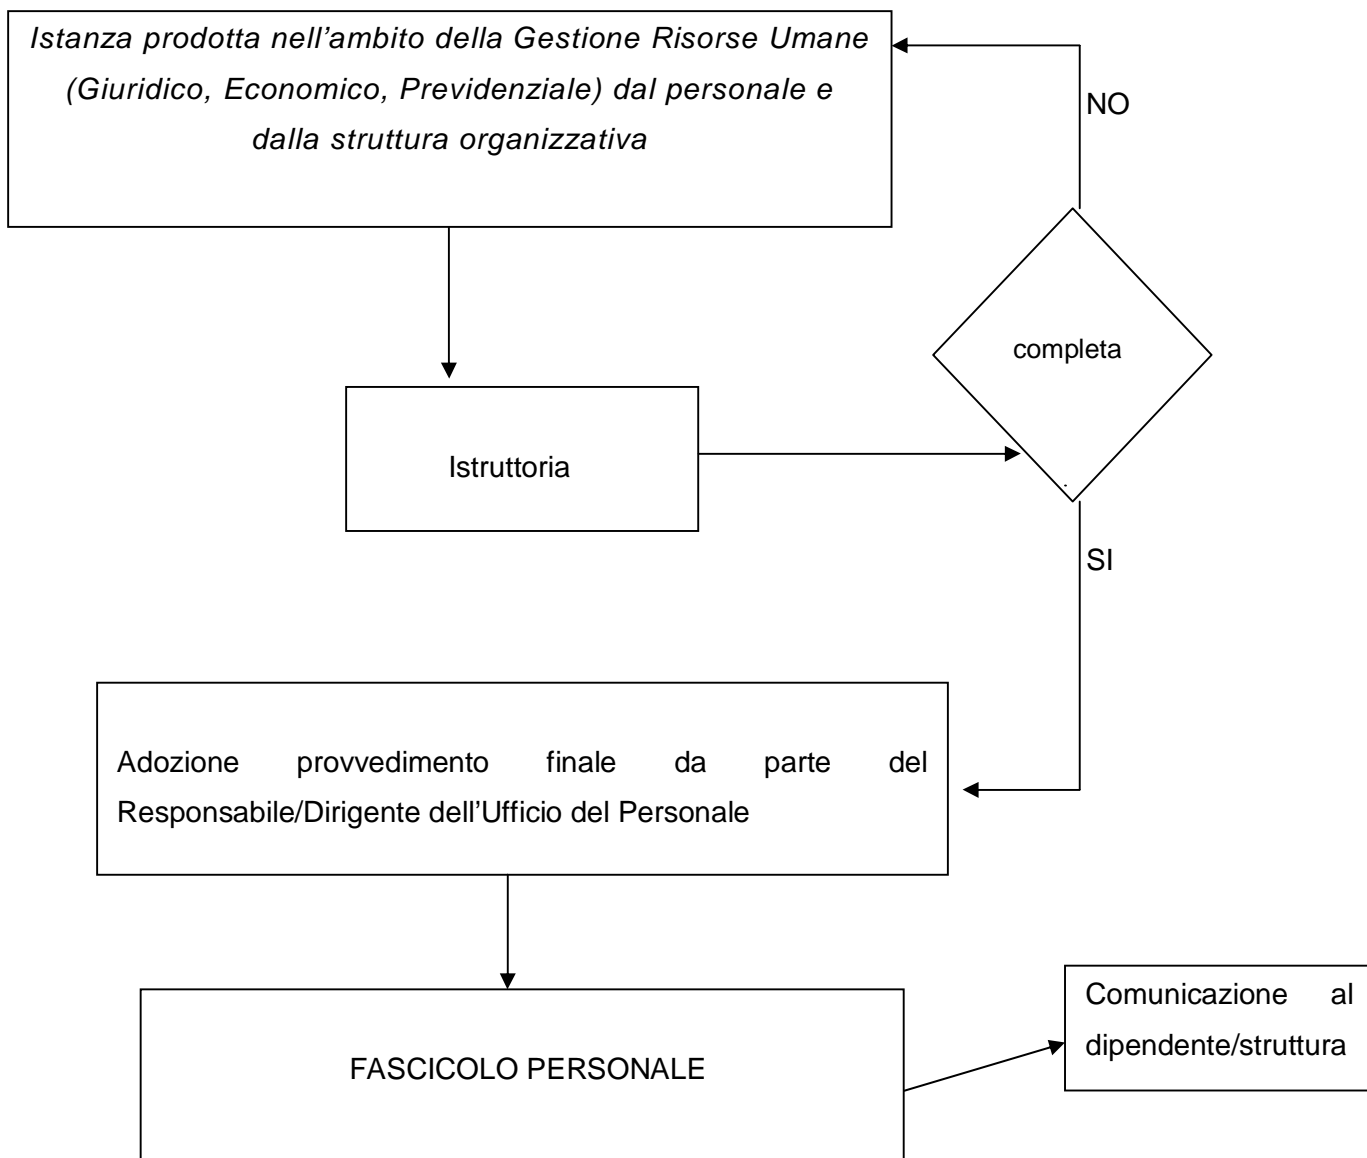 Istanza prodotta nell’ambito della Gestione Risorse Umane
(Giuridico, Economico, Previdenziale) dal personale e
dalla struttura organizzativa
NO
completa
Istruttoria
.
SI
Adozione provvedimento finale da parte del
Responsabile/Dirigente dell’Ufficio del Personale
Comunicazione al
dipendente/struttura
FASCICOLO PERSONALE